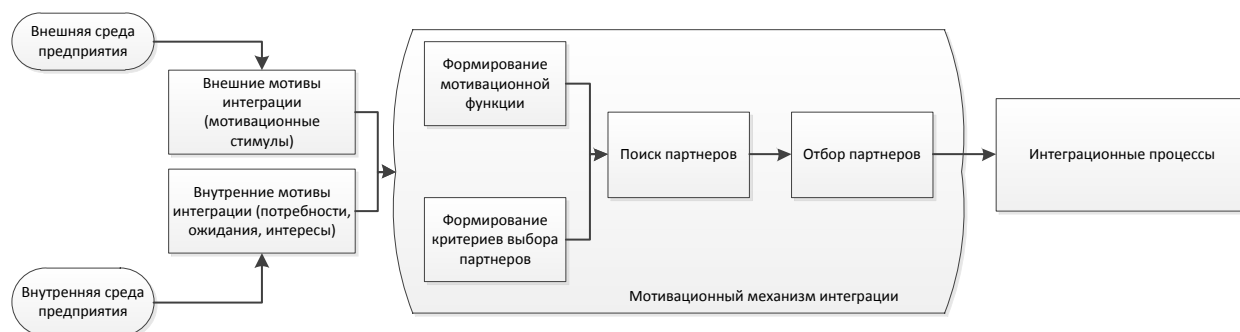 Внешняя среда
предприятия
Внешние мотивы
интеграции
(мотивационные
стимулы)
Внутренние мотивы
интеграции (потребности,
ожидания, интересы)
Внутренняя среда
предприятия
Формирование
мотивационной
функции
Формирование
критериев выбора
партнеров
Поиск партнеров
Отбор партнеров
Мотивационный механизм интеграции
Интеграционные процессы